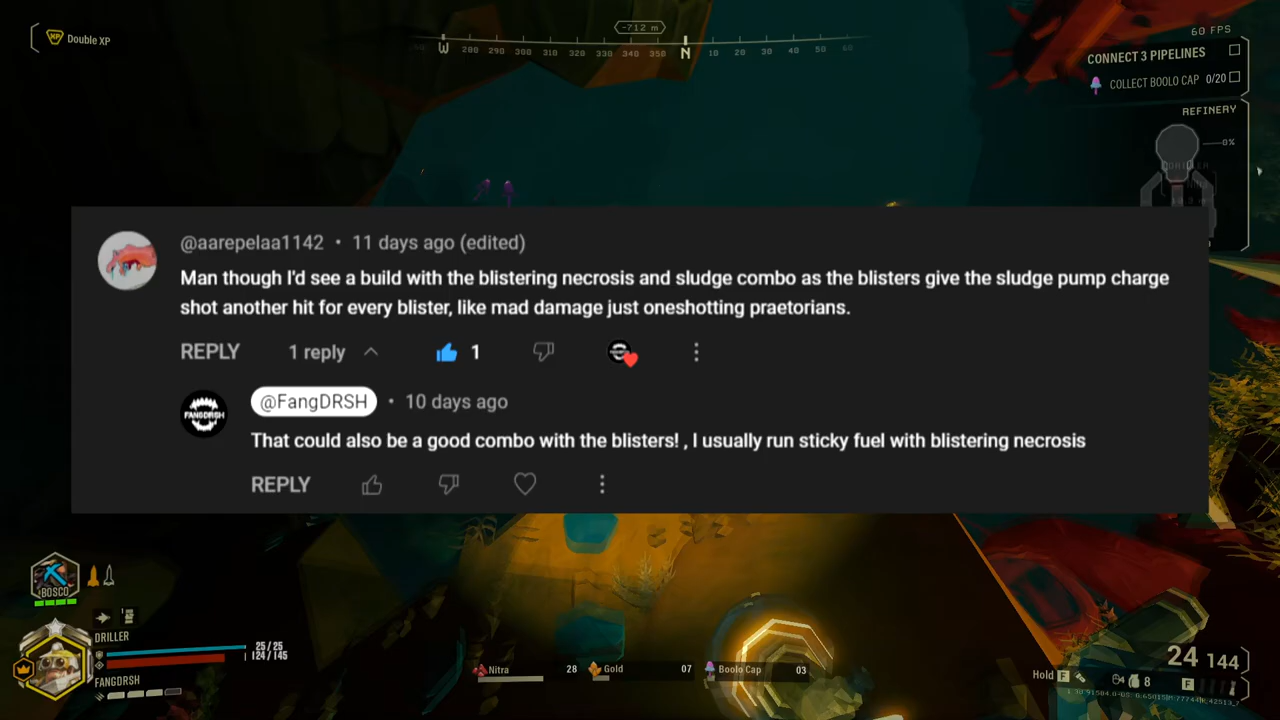 Double XP
-712 m
W 280 290 300 310 320 330 340 350 N 10 20 30 40 50 60
60 FPS
CONNECT 3 PIPELINES
COLLECT BOOLO CAP 0/20
REFINERY
0%
@aarepelaa1142 • 11 days ago (edited)
Man though I'd see a build with the blistering necrosis and sludge combo as the blisters give the sludge pump charge
shot another hit for every blister, like mad damage just oneshotting praetorians.
REPLY 1 reply 1
FANGDRSH
@FangDRSH • 10 days ago
That could also be a good combo with the blisters! , I usually run sticky fuel with blistering necrosis
REPLY
BOSCO
DRILLER
25/25
124/145
FANGDRSH
Nitra 28 Gold 07 Boolo Cap 03
24 144
Hold F 4 8 F